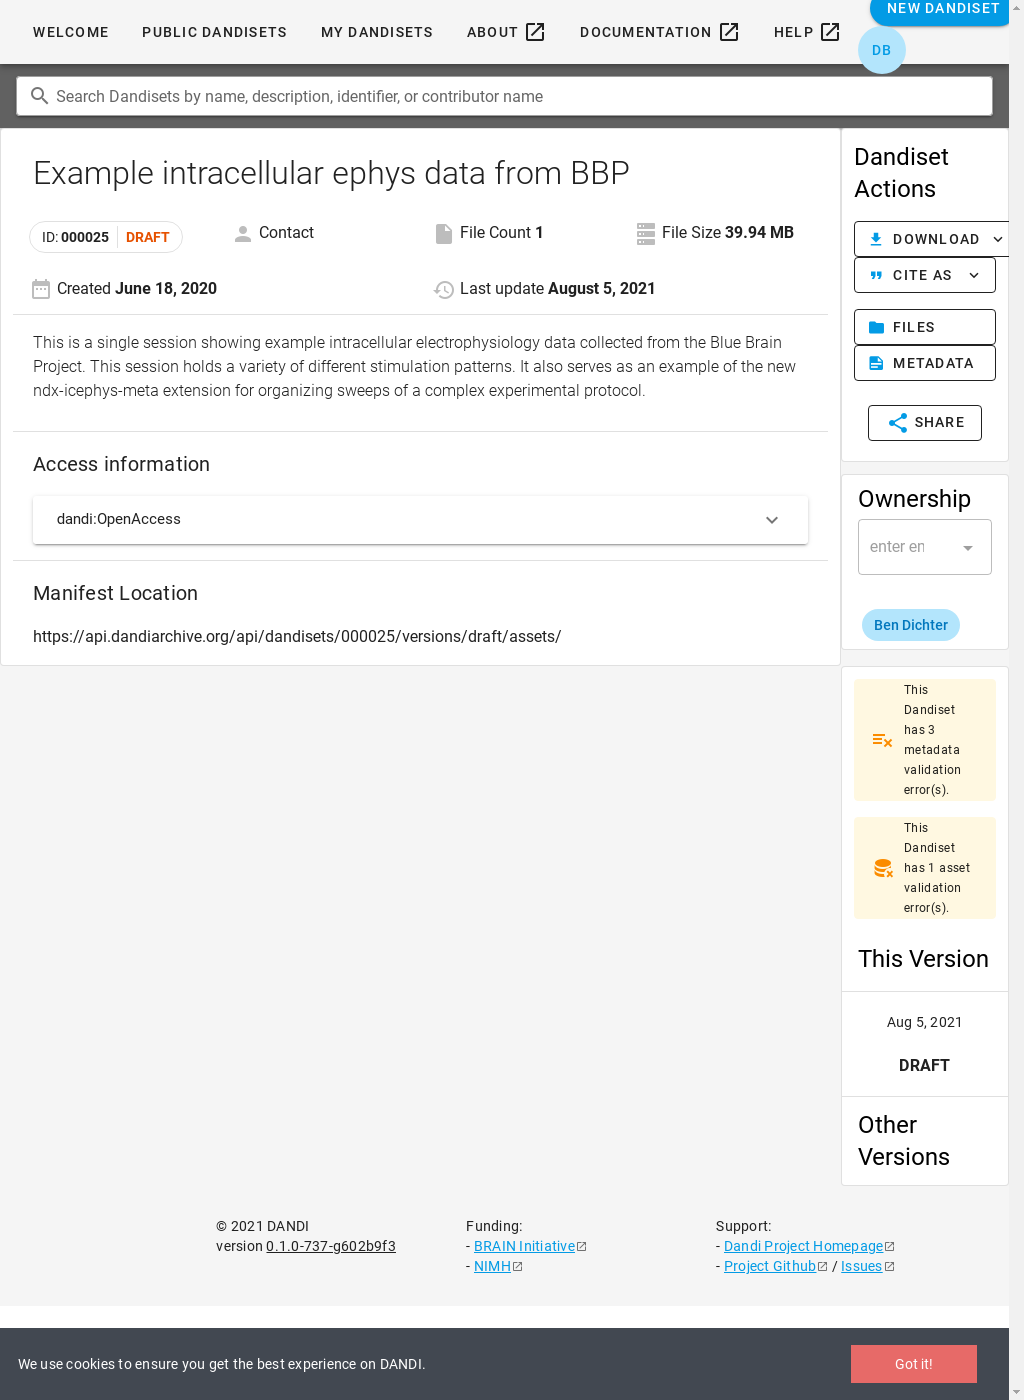 WELCOME PUBLIC DANDISETS MY DANDISETS ABOUT DOCUMENTATION HELP NEW DANDISET
DB
Search Dandisets by name, description, identifier, or contributor name
Example intracellular ephys data from BBP
ID: 000025 DRAFT Contact File Count 1 File Size 39.94 MB
Created June 18, 2020 Last update August 5, 2021
This is a single session showing example intracellular electrophysiology data collected from the Blue Brain
Project. This session holds a variety of different stimulation patterns. It also serves as an example of the new
ndx-icephys-meta extension for organizing sweeps of a complex experimental protocol.
Access information
dandi:OpenAccess
Manifest Location
https://api.dandiarchive.org/api/dandisets/000025/versions/draft/assets/
Dandiset
Actions
DOWNLOAD
CITE AS
FILES
METADATA
SHARE
Ownership
enter en
Ben Dichter
This
Dandiset
has 3
metadata
validation
error(s).
This
Dandiset
has 1 asset
validation
error(s).
This Version
Aug 5, 2021
DRAFT
Other
Versions
© 2021 DANDI
version 0.1.0-737-g602b9f3
Funding:
- BRAIN Initiative
- NIMH
Support:
- Dandi Project Homepage
- Project Github / Issues
We use cookies to ensure you get the best experience on DANDI.
Got it!